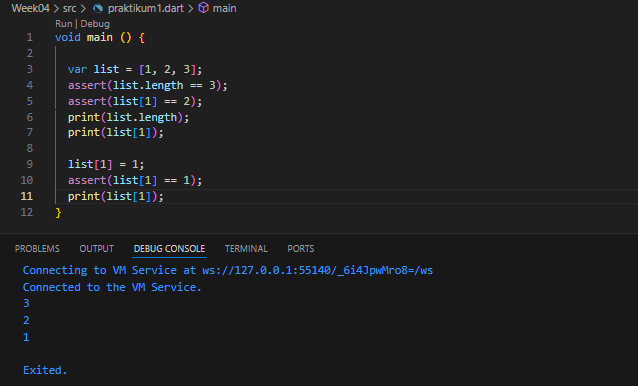 Week04 > src > praktikum1.dart > main
Run | Debug
1 void main () {
2
3 var list = [1, 2, 3];
4 assert(list.length == 3);
5 assert(list[1] == 2);
6 print(list.length);
7 print(list[1]);
8
9 list[1] = 1;
10 assert(list[1] == 1);
11 print(list[1]);
12 }
PROBLEMS OUTPUT DEBUG CONSOLE TERMINAL PORTS
Connecting to VM Service at ws://127.0.0.1:55140/_6i4JpwMro8=/ws
Connected to the VM Service.
3
2
1
Exited.